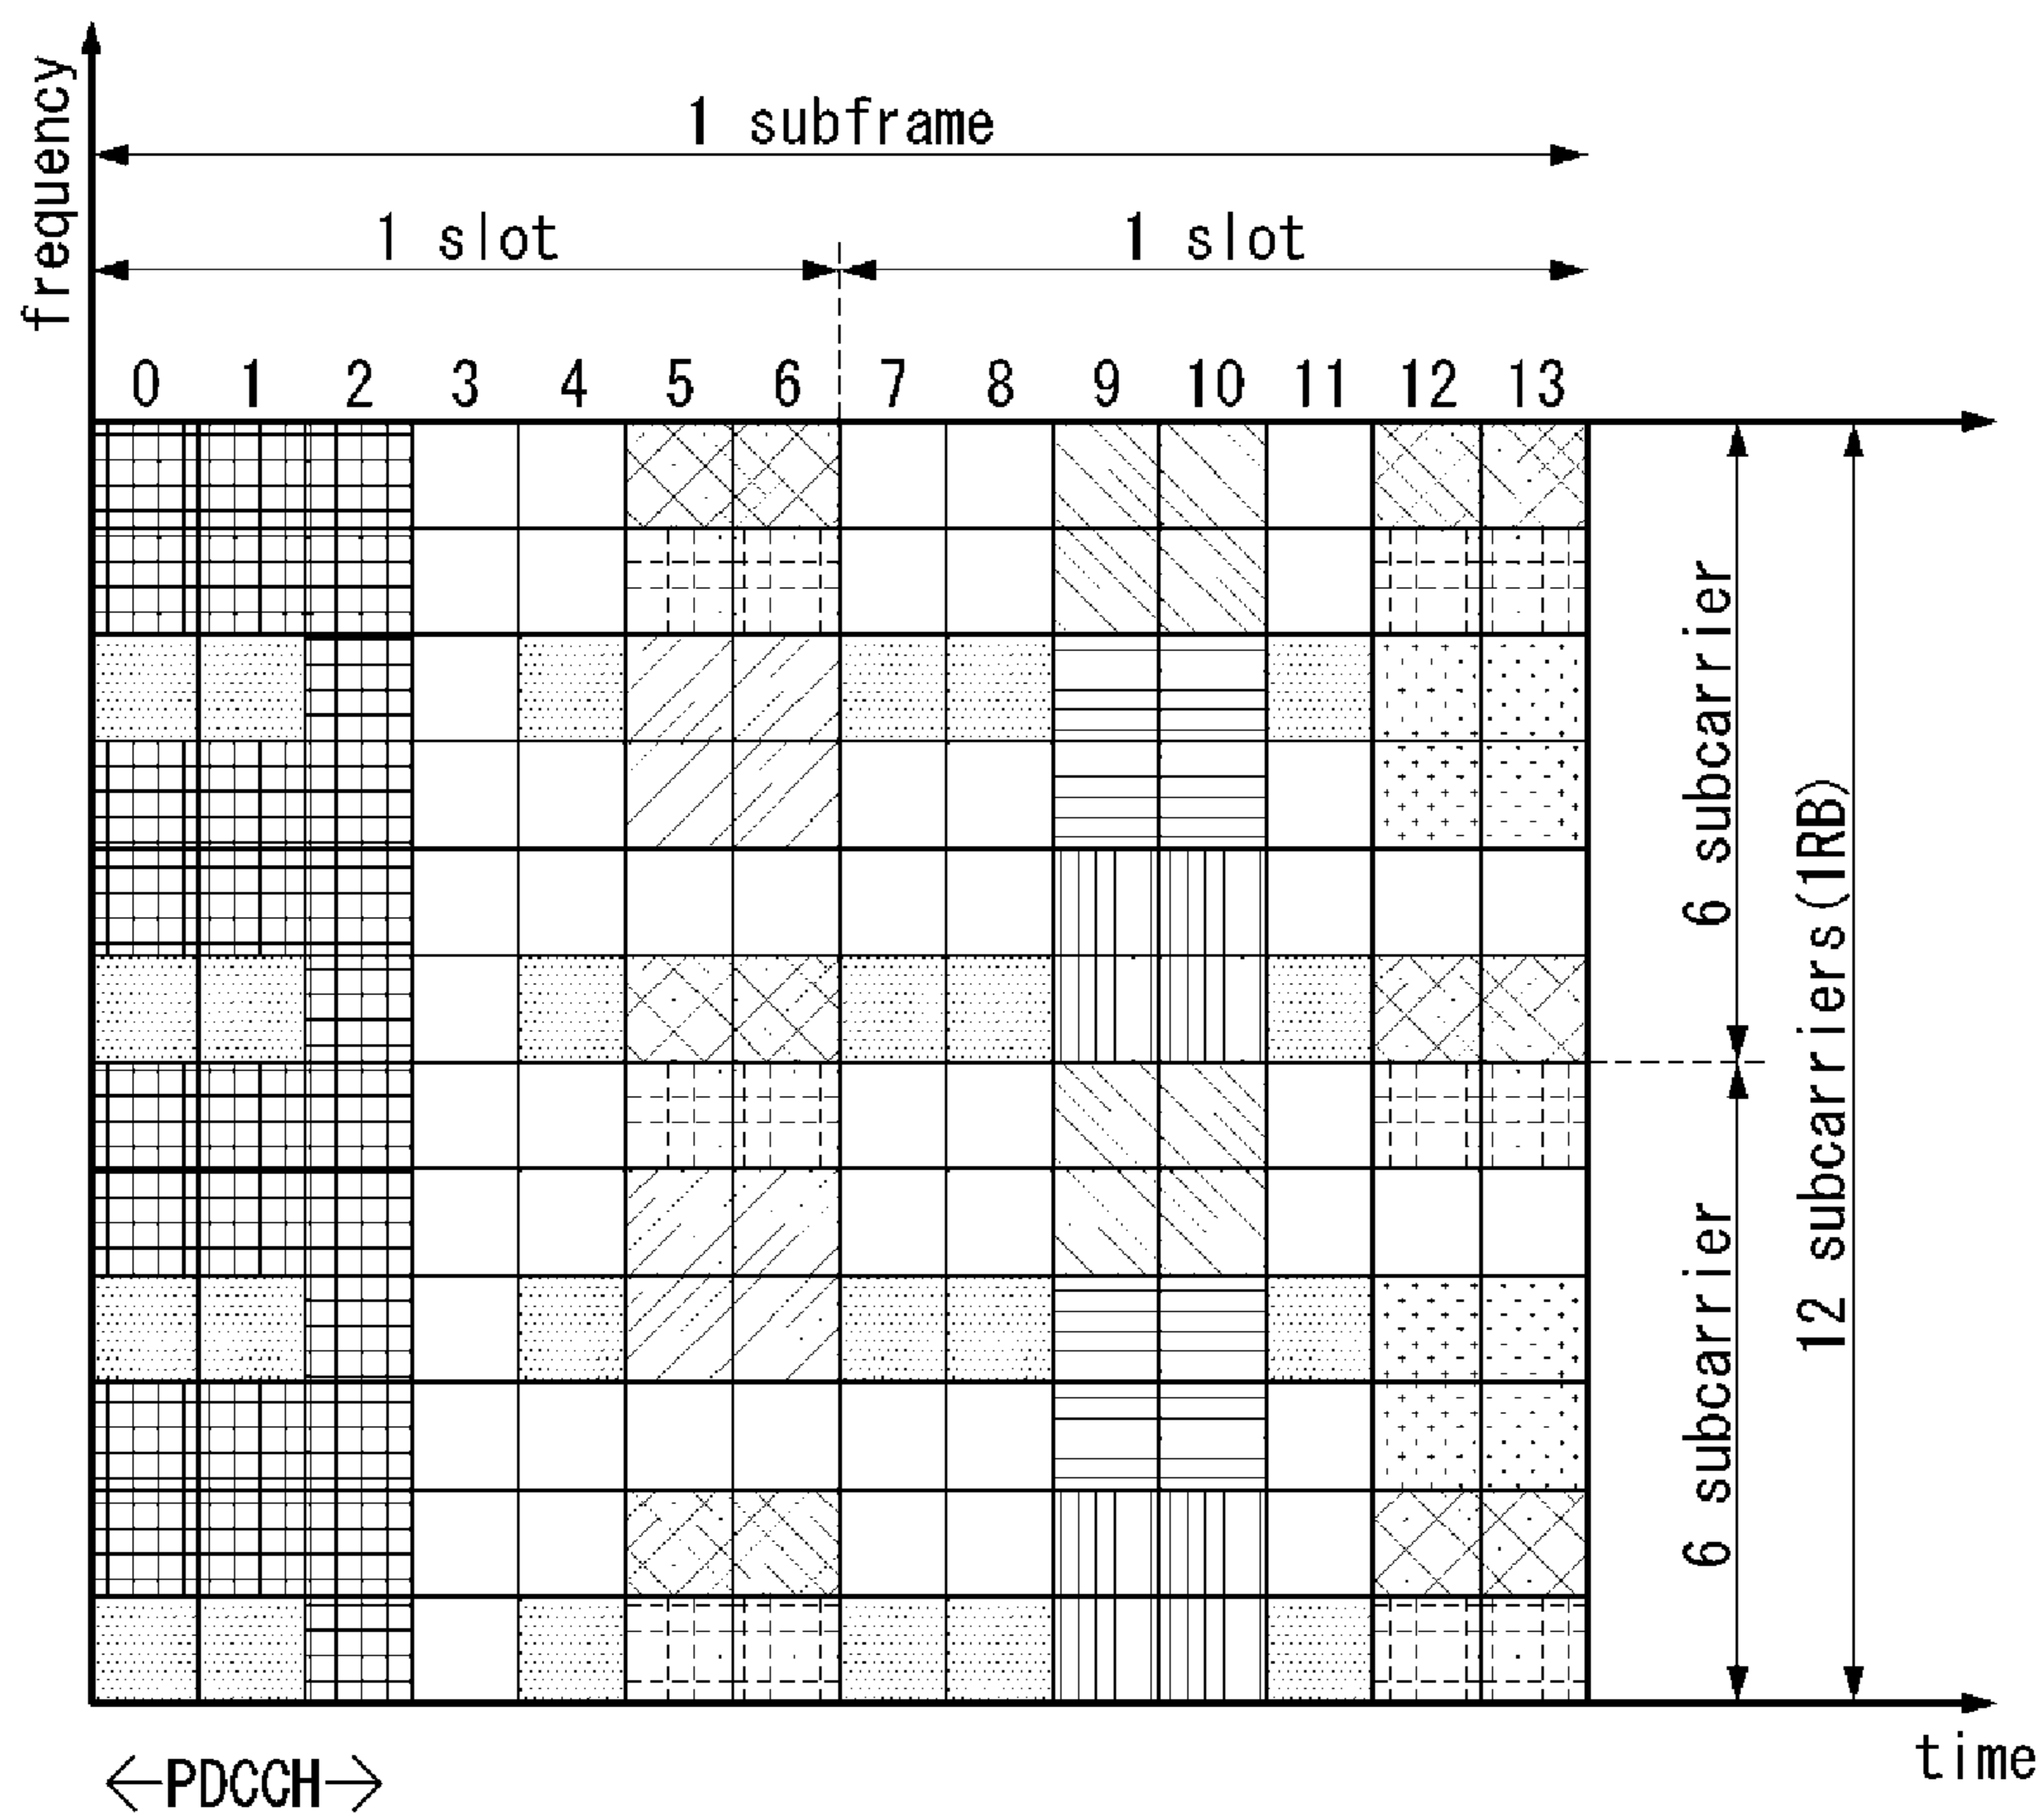 frequency
1 subframe
1 slot 1 slot
0 1 2 3 4 5 6 7 8 9 10 11 12 13
6 subcarrier
6 subcarrier
12 subcarriers(1RB)
time
PDCCH